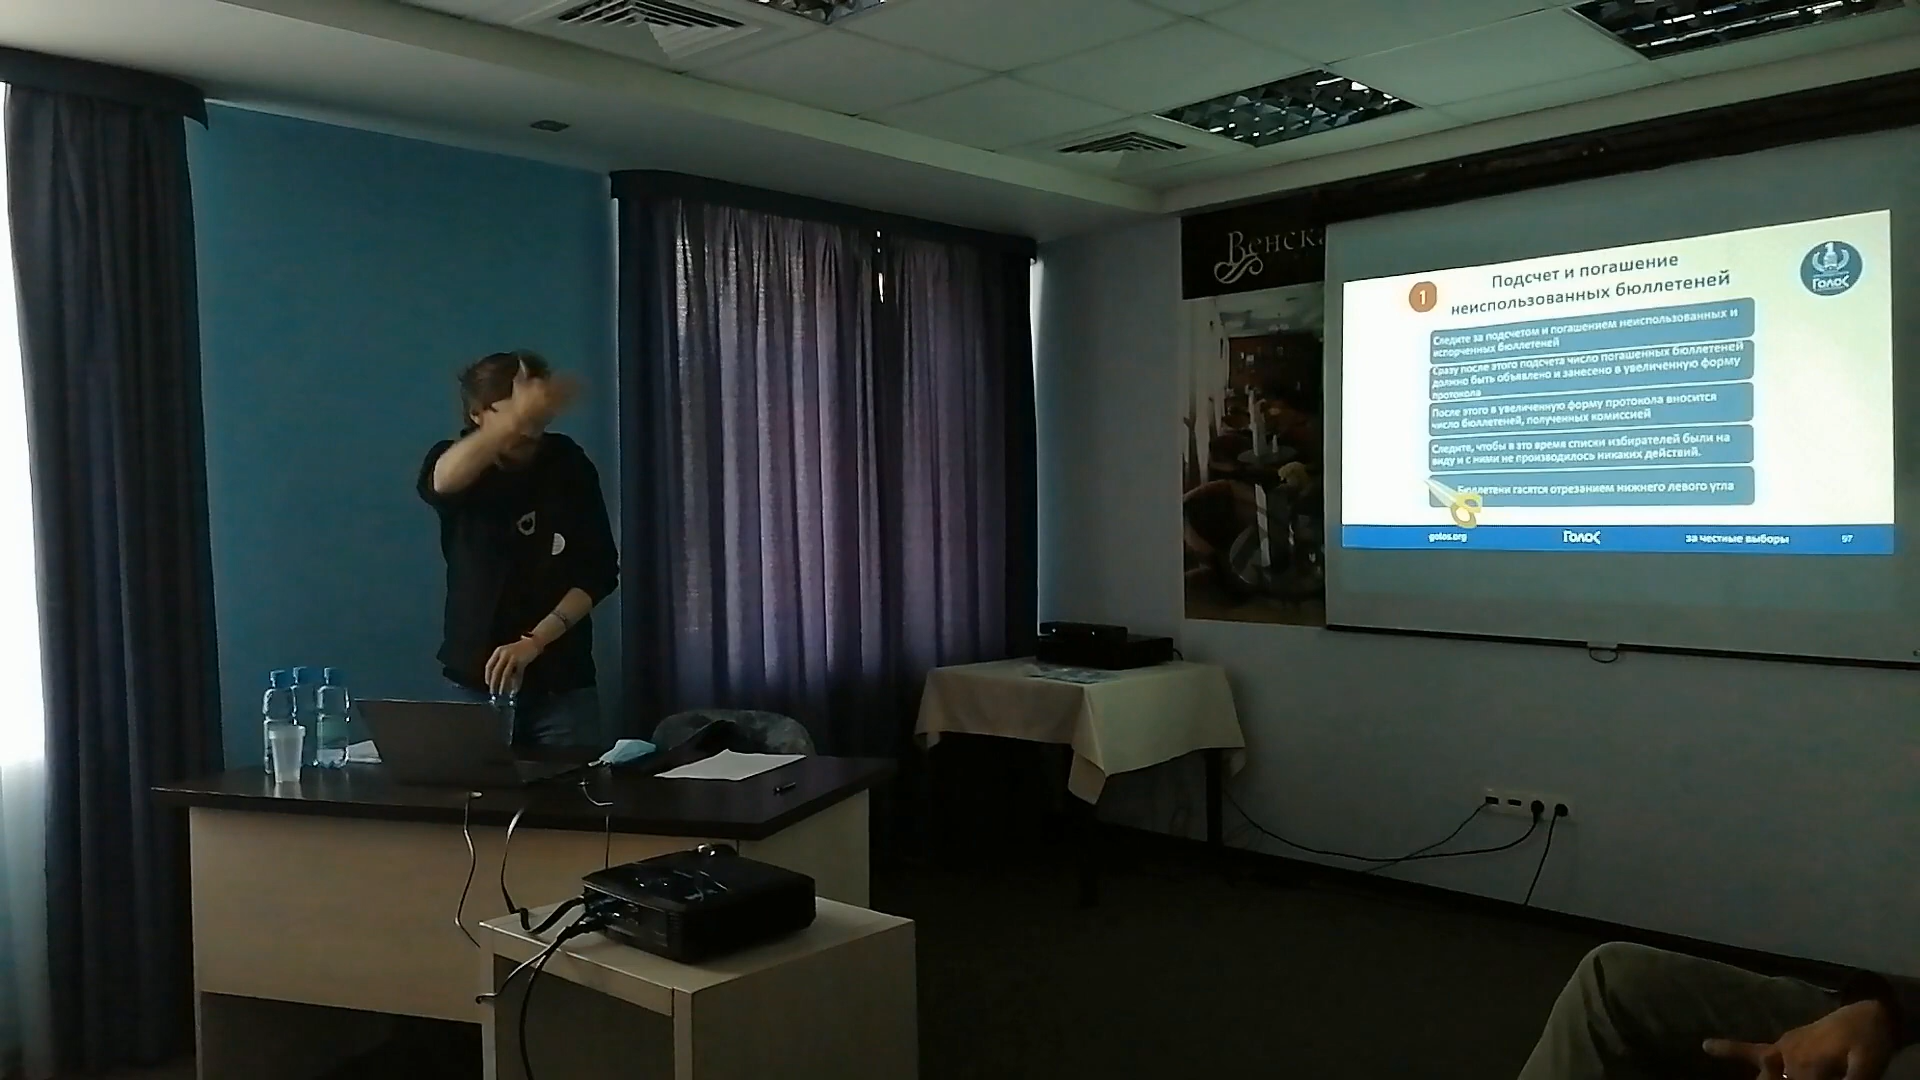 Венск
1
Подсчет и погашение
неиспользованных бюллетеней
Голос
Следите за подсчетом и погашением неиспользованных и
испорченных бюллетеней
Сразу после этого подсчета число погашенных бюллетеней
должно быть объявлено и занесено в увеличенную форму
протокола
После этого в увеличенную форму протокола вносится
число бюллетеней, полученных комиссией
Следите, чтобы в это время списки избирателей были на
виду и с ними не производилось никаких действий.
Бюллетени гасятся отрезанием нижнего левого угла
golos.org
Голос
за честные выборы
97